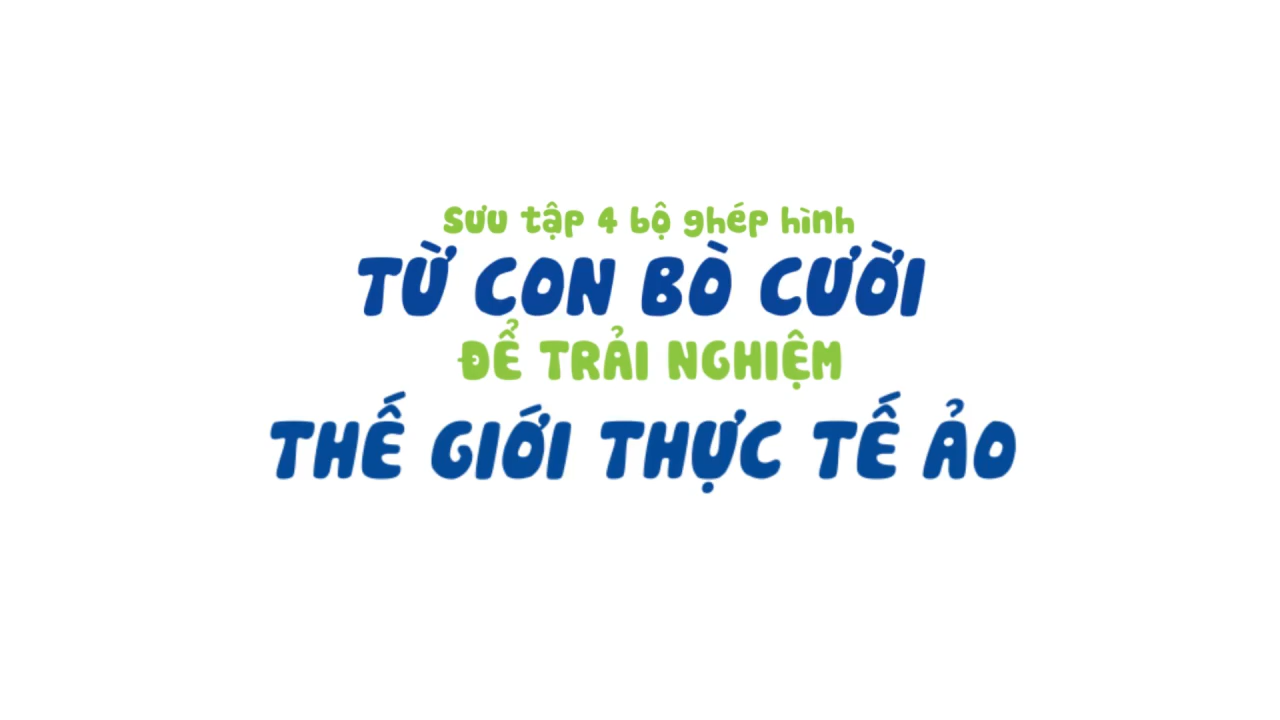 Sưu tập 4 bộ ghép hình
TỪ CON BÒ CƯỜI
ĐỂ TRẢI NGHIỆM
THẾ GIỚI THỰC TẾ ẢO